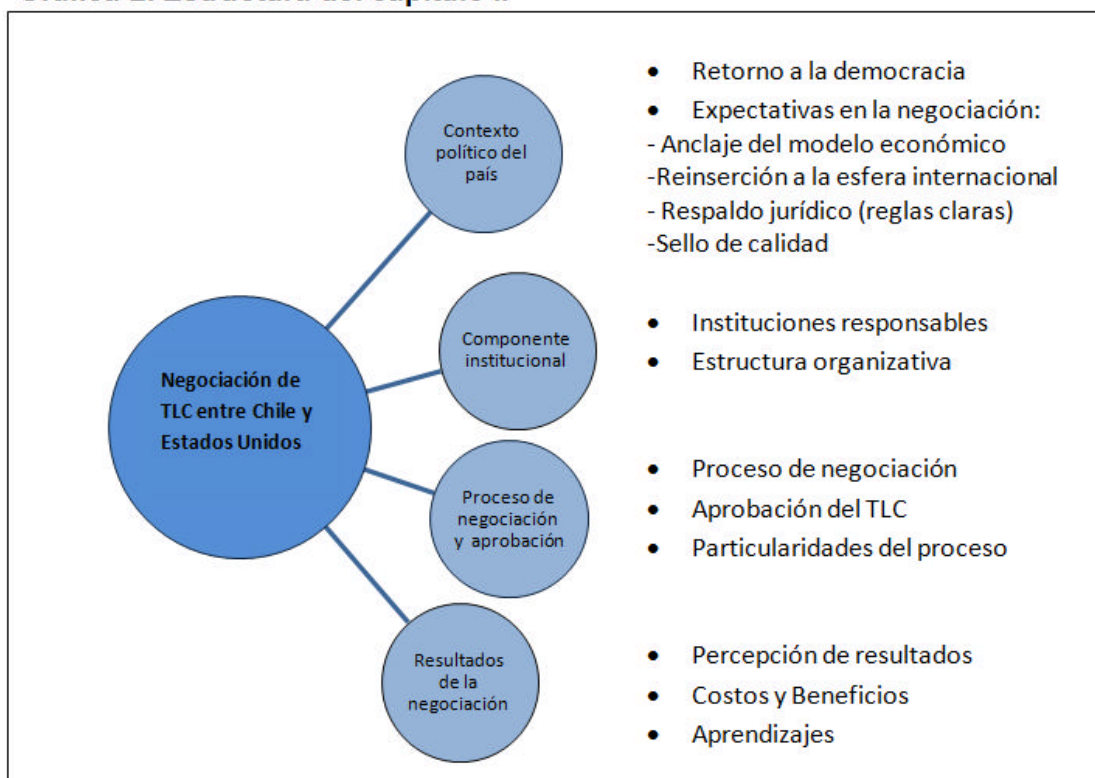 Negociación de
TLC entre Chile y
Estados Unidos
Contexto
político del
país
• Retorno a la democracia
• Expectativas en la negociación:
- Anclaje del modelo económico
-Reinserción a la esfera internacional
- Respaldo jurídico (reglas claras)
-Sello de calidad
Componente
institucional
• Instituciones responsables
• Estructura organizativa
Proceso de
negociación
y aprobación
• Proceso de negociación
• Aprobación del TLC
• Particularidades del proceso
Resultados
de la
negociación
• Percepción de resultados
• Costos y Beneficios
• Aprendizajes